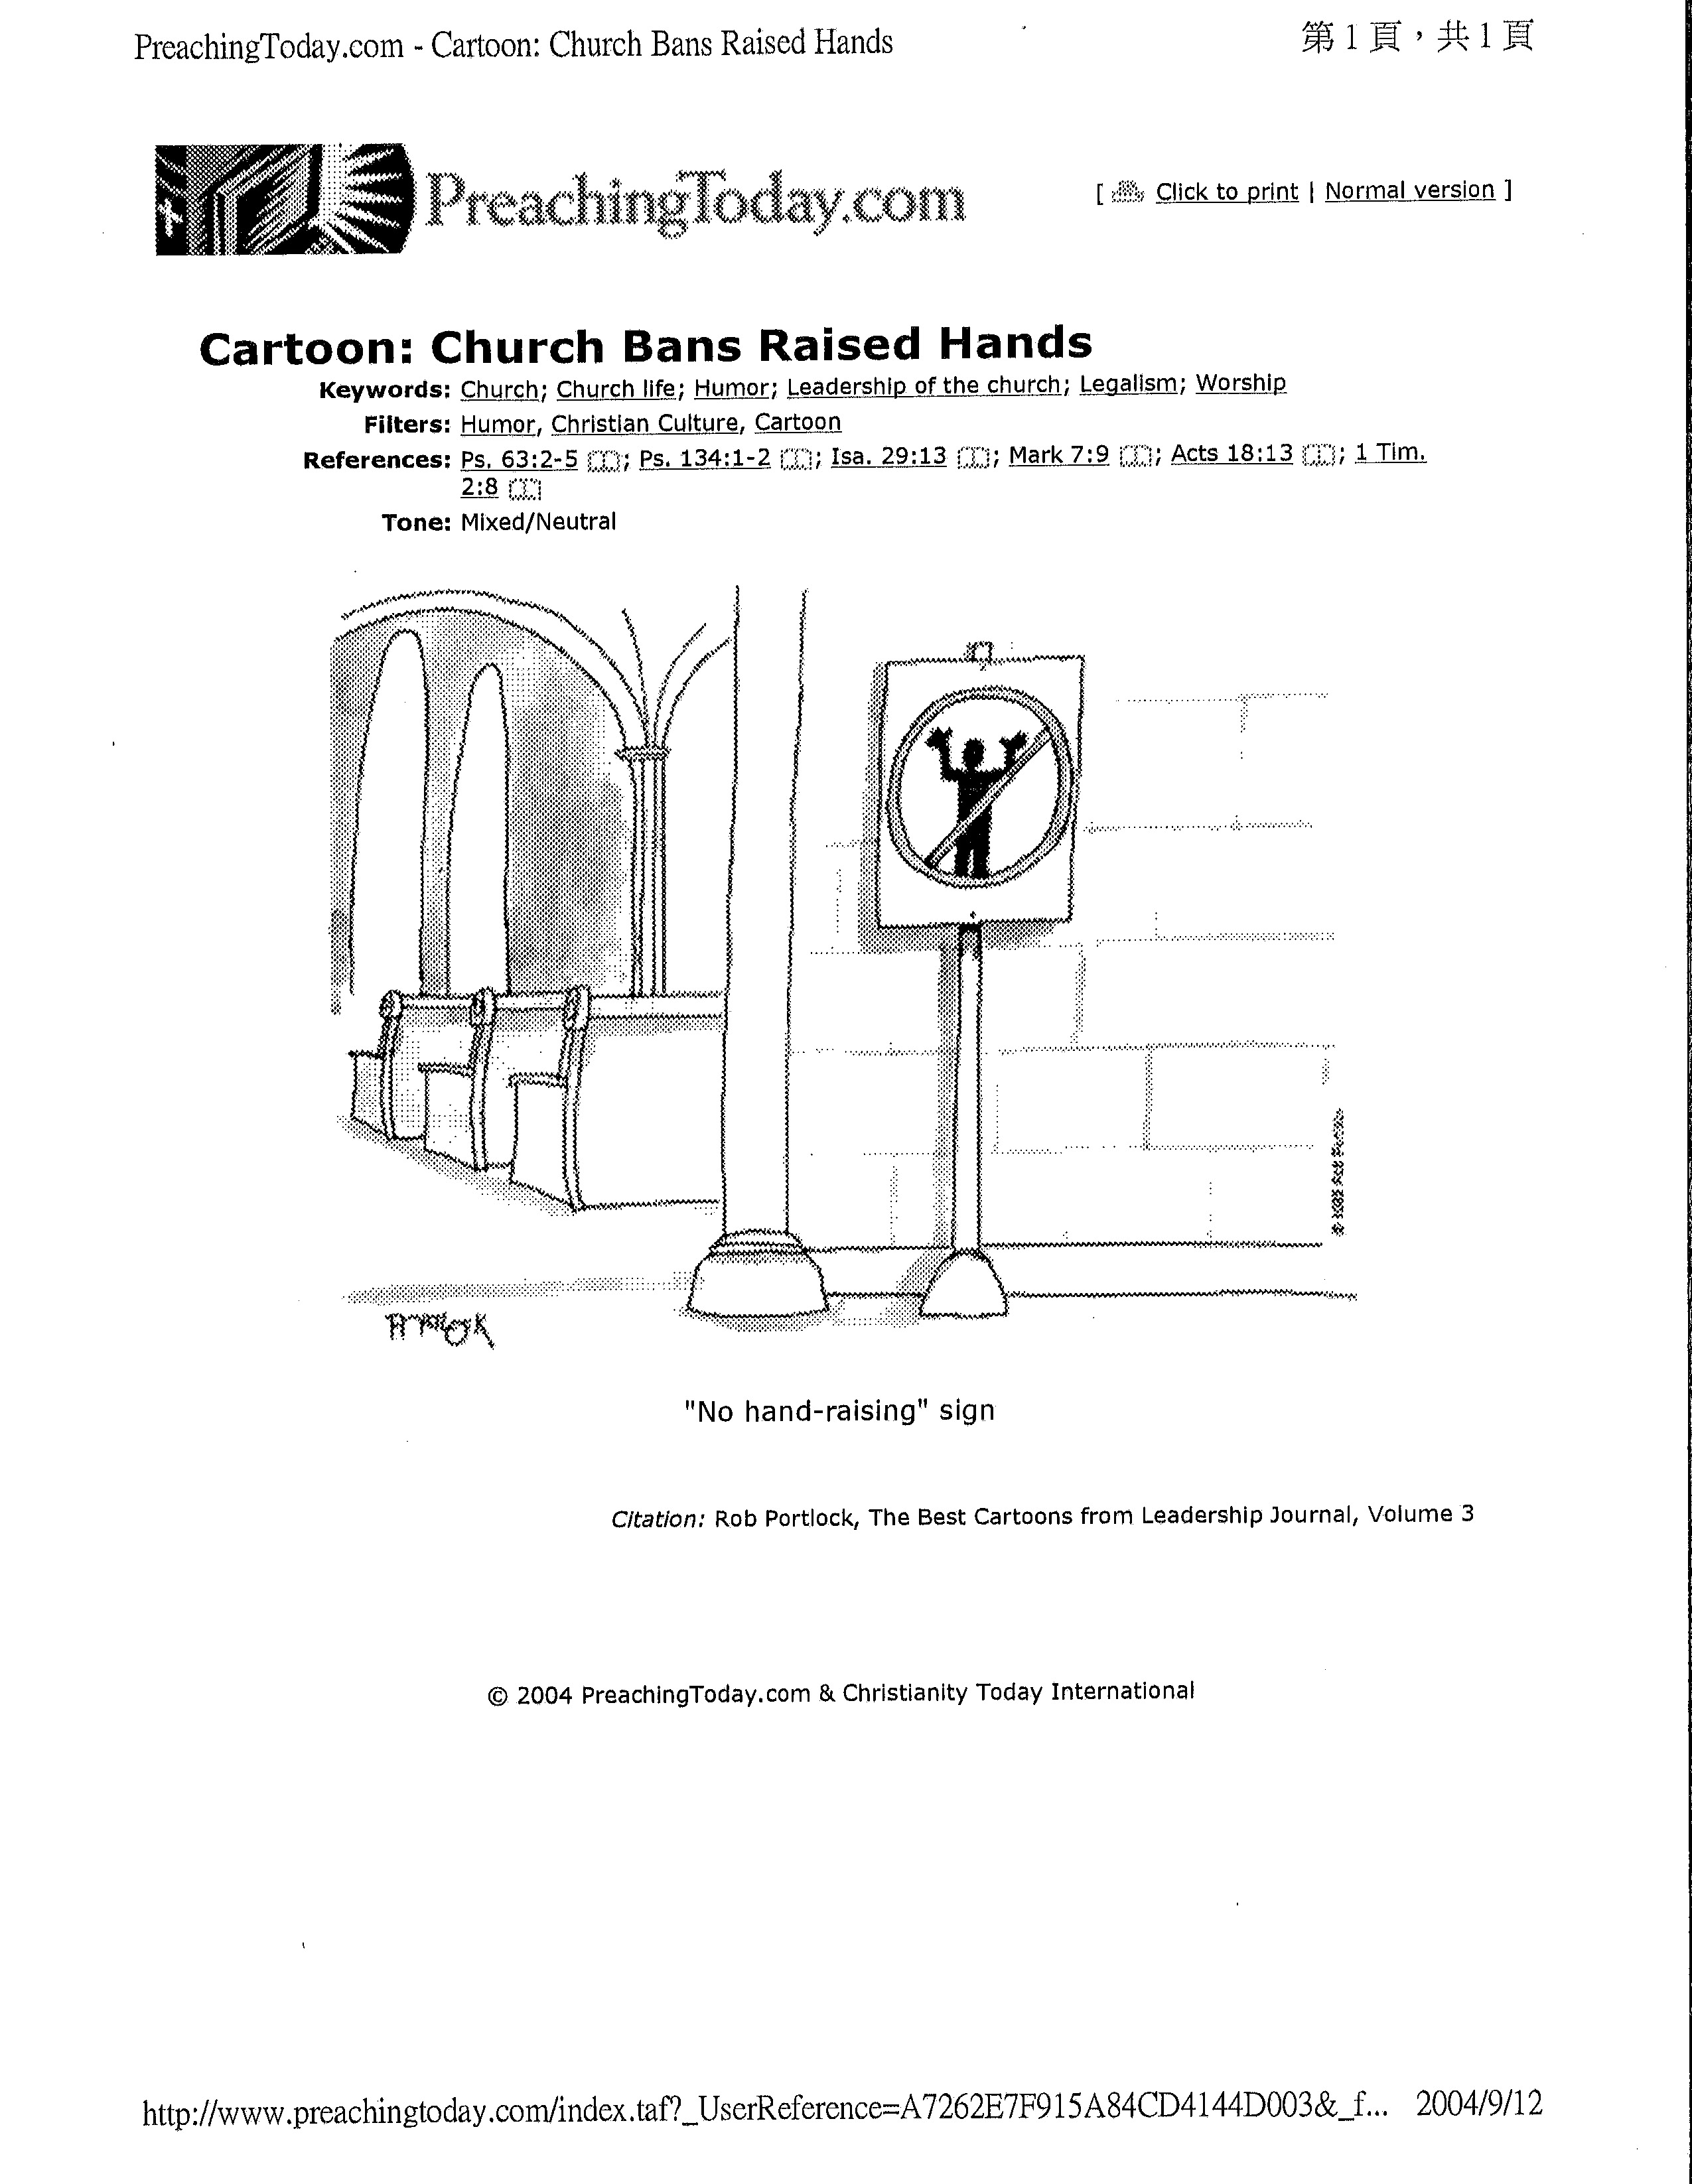 PreachingToday.com - Cartoon: Church Bans Raised Hands
第 1 頁，共 1 頁
PreachingToday.com
[ Click to print | Normal version ]
Cartoon: Church Bans Raised Hands
Keywords: Church; Church life; Humor; Leadership of the church; Legalism; Worship
Filters: Humor, Christian Culture, Cartoon
References: Ps. 63:2-5 ; Ps. 134:1-2 ; Isa. 29:13 ; Mark 7:9 ; Acts 18:13 ; 1 Tim.
2:8
Tone: Mixed/Neutral
PORTLOCK
"No hand-raising" sign
Citation: Rob Portlock, The Best Cartoons from Leadership Journal, Volume 3
© 2004 PreachingToday.com & Christianity Today International
http://www.preachingtoday.com/index.taf?_UserReference=A7262E7F915A84CD4144D003&_f... 2004/9/12